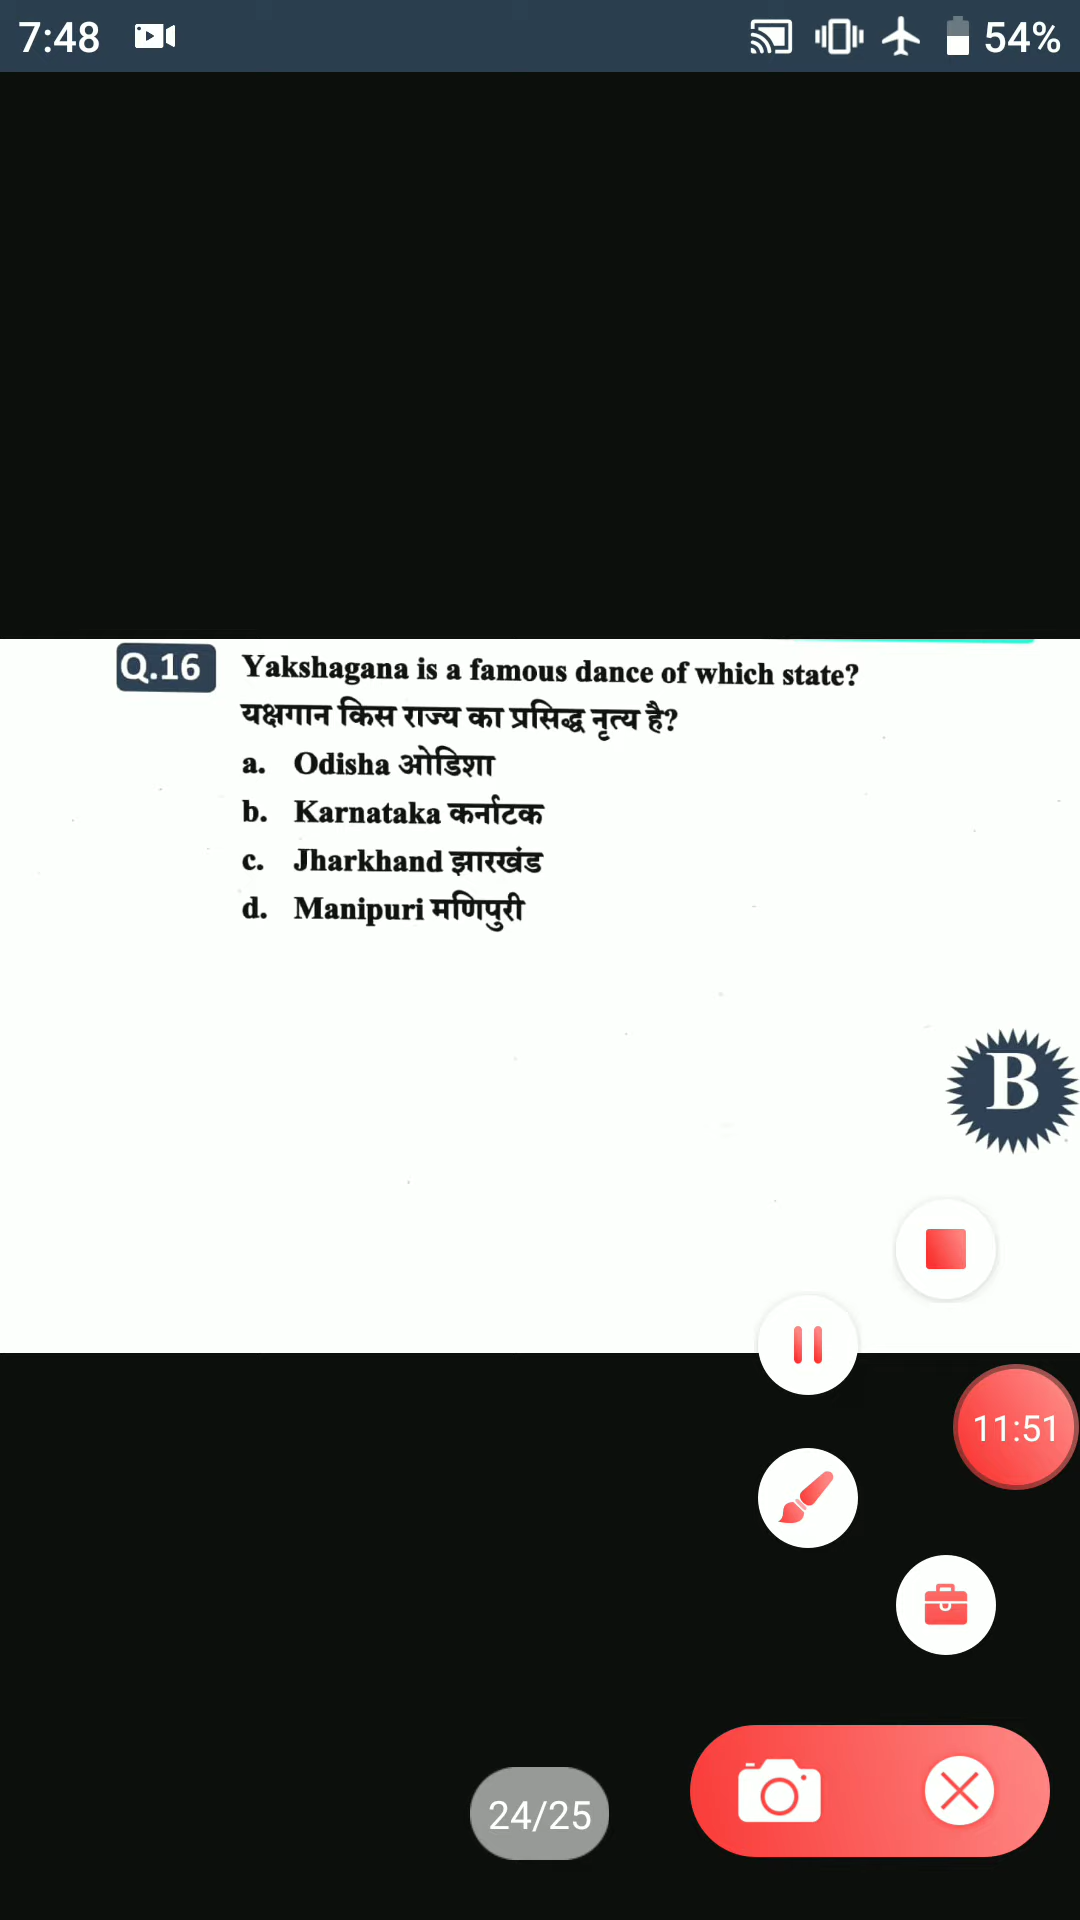 7:48 54%
Q.16 Yakshagana is a famous dance of which state?
यक्षगान किस राज्य का प्रसिद्ध नृत्य है?
a. Odisha ओडिशा
b. Karnataka कर्नाटक
c. Jharkhand झारखंड
d. Manipuri मणिपुरी
B
11:51
24/25